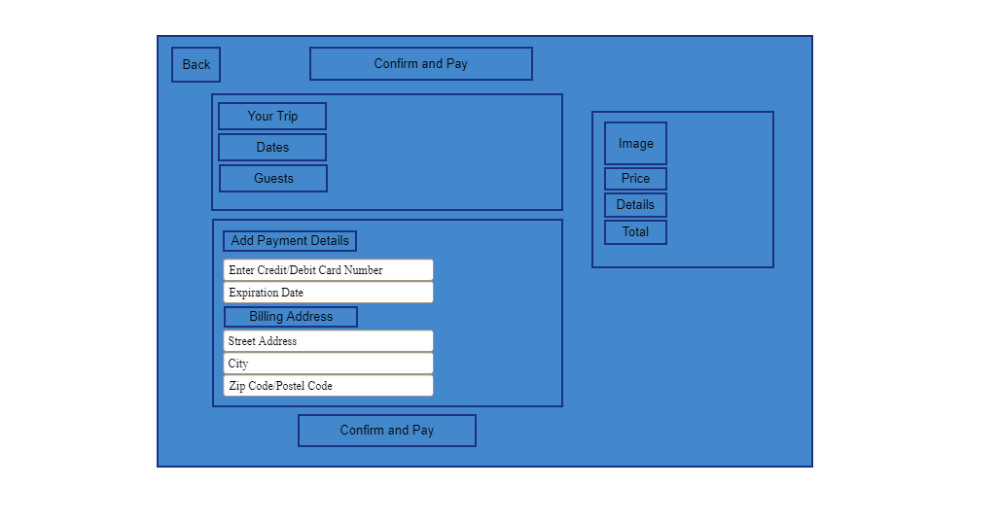 Back
Confirm and Pay
Your Trip
Dates
Guests
Image
Price
Details
Total
Add Payment Details
Enter Credit/Debit Card Number
Expiration Date
Billing Address
Street Address
City
Zip Code/Postel Code
Confirm and Pay